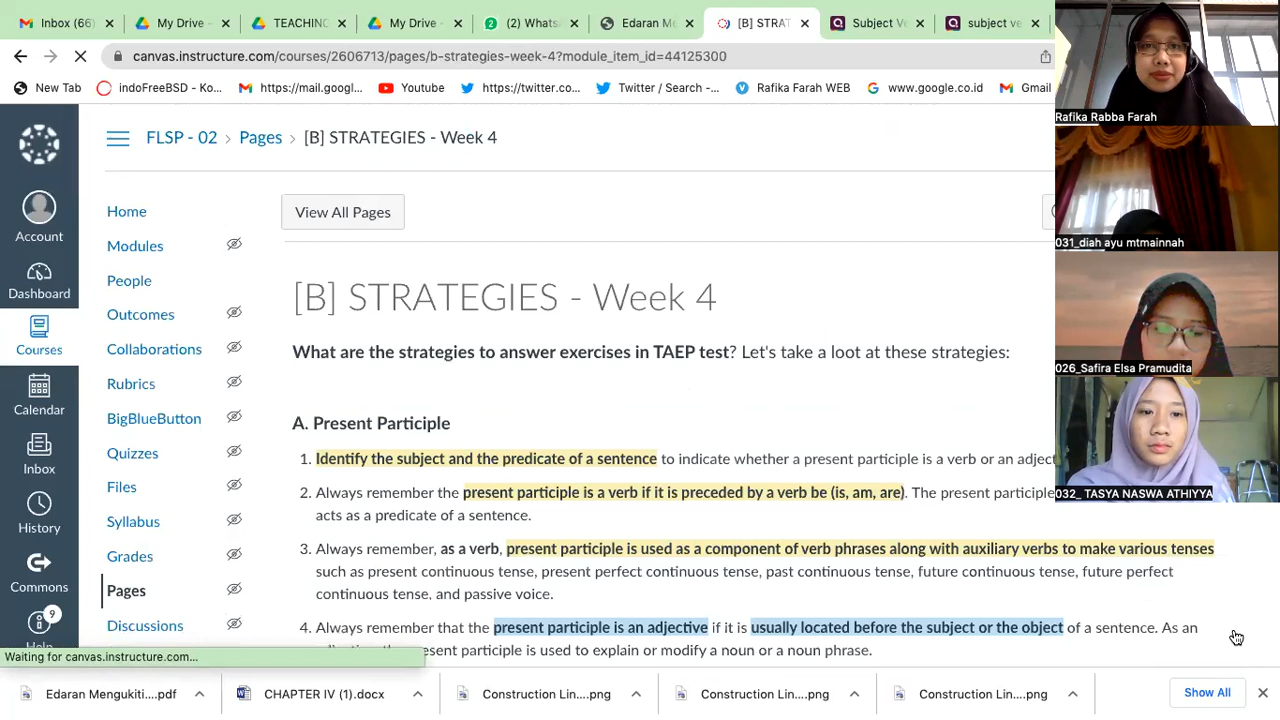 Inbox (66)
My Drive -
TEACHING
My Drive -
(2) Whats
Edaran Me
[B] STRAT
Subject Ve
subject ve
canvas.instructure.com/courses/2606713/pages/b-strategies-week-4?module_item_id=44125300
New Tab
indoFreeBSD - Ko...
https://mail.goog...
Youtube
https://twitter.co...
Twitter / Search -...
Rafika Farah WEB
www.google.co.id
Gmail
FLSP - 02 › Pages › [B] STRATEGIES - Week 4
Account
Dashboard
Courses
Calendar
Inbox
History
Commons
9
Help
Home
Modules
People
Outcomes
Collaborations
Rubrics
BigBlueButton
Quizzes
Files
Syllabus
Grades
Pages
Discussions
View All Pages
[B] STRATEGIES - Week 4
What are the strategies to answer exercises in TAEP test? Let's take a loot at these strategies:
A. Present Participle
1. Identify the subject and the predicate of a sentence to indicate whether a present participle is a verb or an adject
2. Always remember the present participle is a verb if it is preceded by a verb be (is, am, are). The present participle
acts as a predicate of a sentence.
3. Always remember, as a verb, present participle is used as a component of verb phrases along with auxiliary verbs to make various tenses
such as present continuous tense, present perfect continuous tense, past continuous tense, future continuous tense, future perfect
continuous tense, and passive voice.
4. Always remember that the present participle is an adjective if it is usually located before the subject or the object of a sentence. As an
present participle is used to explain or modify a noun or a noun phrase.
Waiting for canvas.instructure.com...
Rafika Rabba Farah
031_diah ayu mtmainnah
026_Safira Elsa Pramudita
032_ TASYA NASWA ATHIYYA
Edaran Mengukiti....pdf
CHAPTER IV (1).docx
Construction Lin....png
Construction Lin....png
Construction Lin....png
Show All